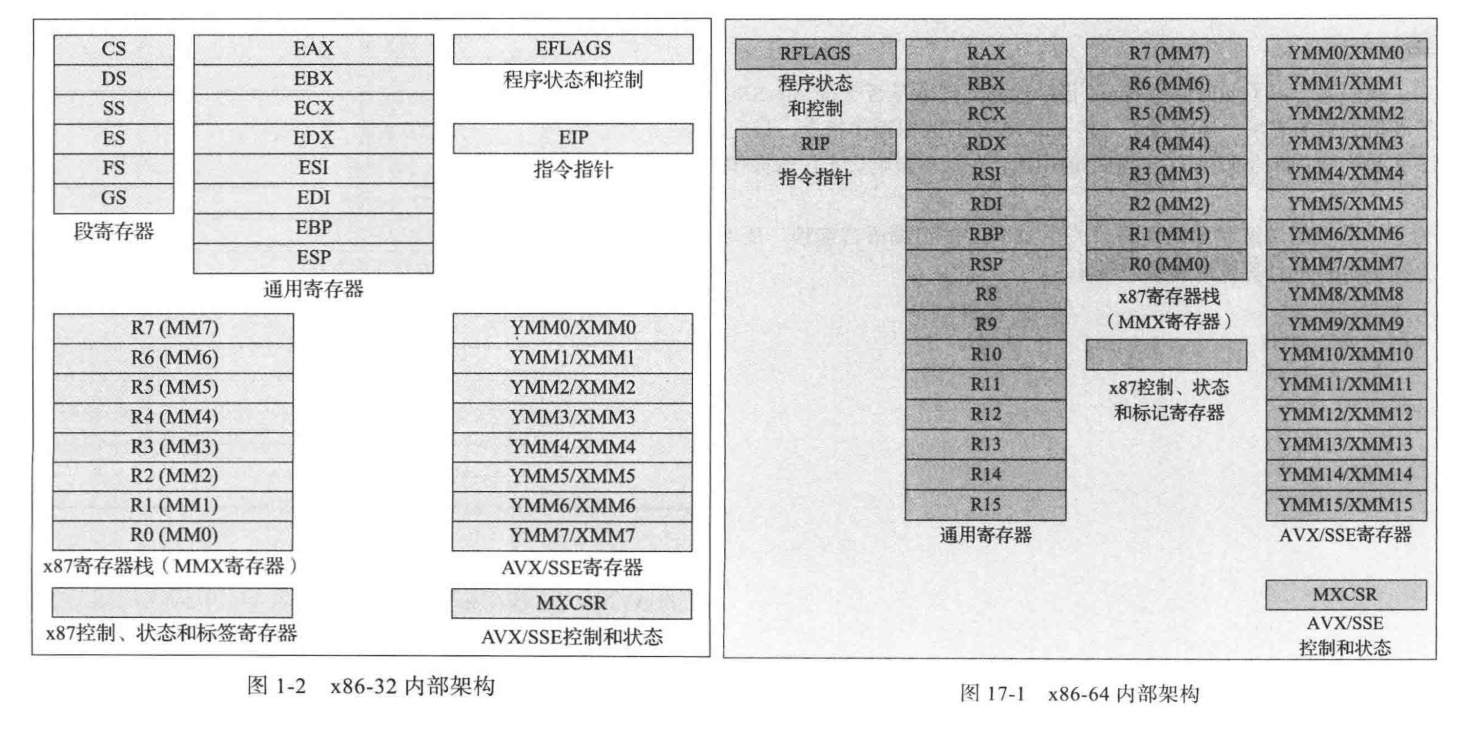 CS
DS
SS
ES
FS
GS
段寄存器
EAX
EBX
ECX
EDX
ESI
EDI
EBP
ESP
通用寄存器
EFLAGS
程序状态和控制
EIP
指令指针
R7 (MM7)
R6 (MM6)
R5 (MM5)
R4 (MM4)
R3 (MM3)
R2 (MM2)
R1 (MM1)
R0 (MM0)
x87寄存器栈（MMX寄存器）
x87控制、状态和标签寄存器
YMM0/XMM0
YMM1/XMM1
YMM2/XMM2
YMM3/XMM3
YMM4/XMM4
YMM5/XMM5
YMM6/XMM6
YMM7/XMM7
AVX/SSE寄存器
MXCSR
AVX/SSE控制和状态
图 1-2 x86-32 内部架构
RFLAGS
程序状态
和控制
RIP
指令指针
RAX
RBX
RCX
RDX
RSI
RDI
RBP
RSP
R8
R9
R10
R11
R12
R13
R14
R15
通用寄存器
R7 (MM7)
R6 (MM6)
R5 (MM5)
R4 (MM4)
R3 (MM3)
R2 (MM2)
R1 (MM1)
R0 (MM0)
x87寄存器栈
（MMX寄存器）
x87控制、状态
和标记寄存器
YMM0/XMM0
YMM1/XMM1
YMM2/XMM2
YMM3/XMM3
YMM4/XMM4
YMM5/XMM5
YMM6/XMM6
YMM7/XMM7
YMM8/XMM8
YMM9/XMM9
YMM10/XMM10
YMM11/XMM11
YMM12/XMM12
YMM13/XMM13
YMM14/XMM14
YMM15/XMM15
AVX/SSE寄存器
MXCSR
AVX/SSE
控制和状态
图 17-1 x86-64 内部架构